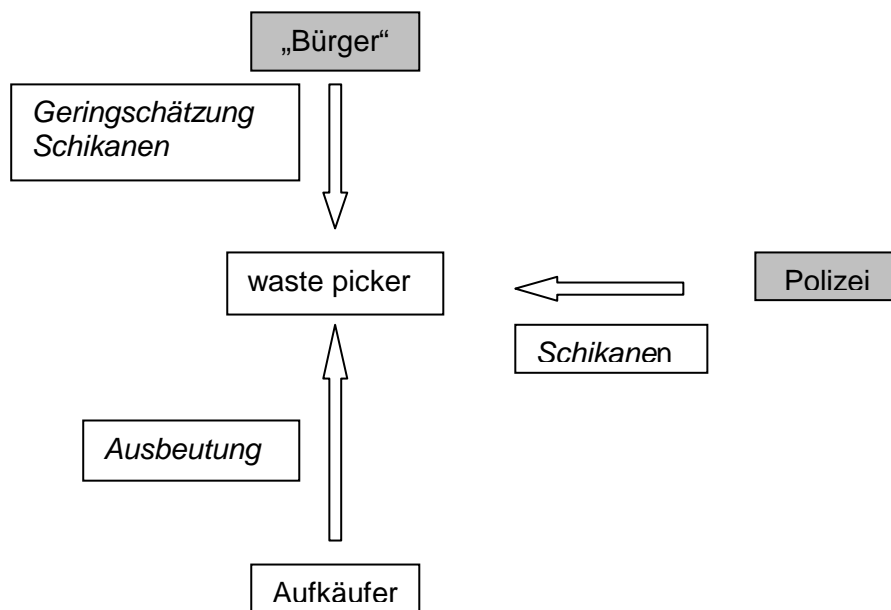 „Bürger“
Geringschätzung
Schikanen
waste picker
Polizei
Schikanen
Ausbeutung
Aufkäufer